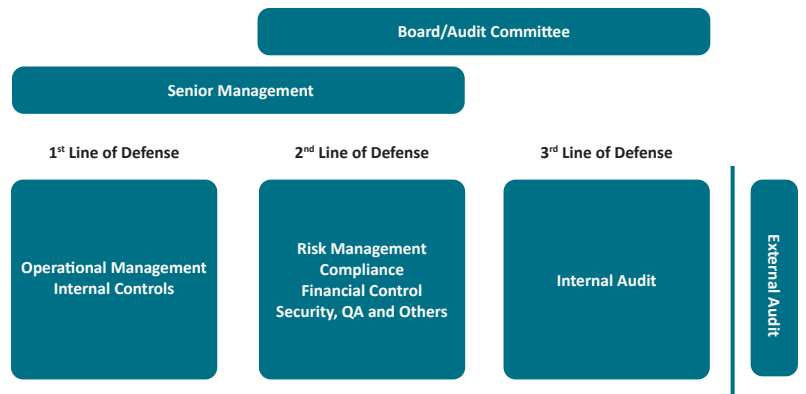 Board/Audit Committee
Senior Management
1st Line of Defense
2nd Line of Defense
3rd Line of Defense
Operational Management
Internal Controls
Risk Management
Compliance
Financial Control
Security, QA and Others
Internal Audit
External Audit